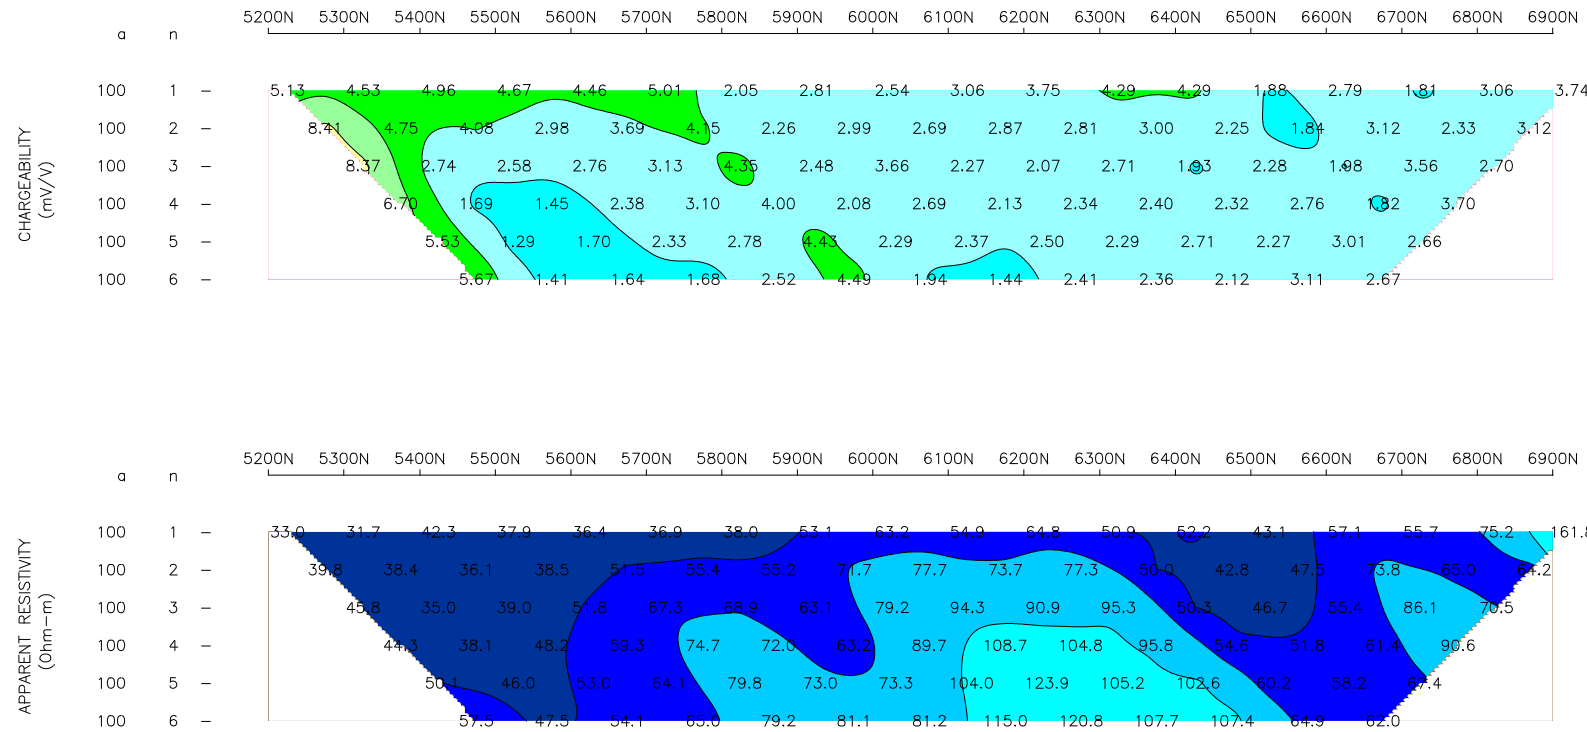 5200N 5300N 5400N 5500N 5600N 5700N 5800N 5900N 6000N 6100N 6200N 6300N 6400N 6500N 6600N 6700N 6800N 6900N
a n
100 1 – 5.13 4.53 4.96 4.67 4.46 5.01 2.05 2.81 2.54 3.06 3.75 4.29 4.29 1.88 2.79 1.81 3.06 3.74
100 2 – 8.41 4.75 4.08 2.98 3.69 4.15 2.26 2.99 2.69 2.87 2.81 3.00 2.25 1.84 3.12 2.33 3.12
100 3 – 8.37 2.74 2.58 2.76 3.13 4.35 2.48 3.66 2.27 2.07 2.71 1.93 2.28 1.98 3.56 2.70
100 4 – 6.70 1.69 1.45 2.38 3.10 4.00 2.08 2.69 2.13 2.34 2.40 2.32 2.76 1.82 3.70
100 5 – 5.53 1.29 1.70 2.33 2.78 4.43 2.29 2.37 2.50 2.29 2.71 2.27 3.01 2.66
100 6 – 5.67 1.41 1.64 1.68 2.52 4.49 1.94 1.44 2.41 2.36 2.12 3.11 2.67
CHARGEABILITY
(mV/V)
5200N 5300N 5400N 5500N 5600N 5700N 5800N 5900N 6000N 6100N 6200N 6300N 6400N 6500N 6600N 6700N 6800N 6900N
a n
100 1 – 33.0 31.7 42.3 37.9 36.4 36.9 38.0 53.1 63.2 54.9 64.8 50.9 52.2 43.1 57.1 55.7 75.2 161.8
100 2 – 39.8 38.4 36.1 38.5 51.5 55.4 55.2 71.7 77.7 73.7 77.3 50.0 42.8 47.5 73.8 65.0 64.2
100 3 – 45.8 35.0 39.0 51.8 67.3 68.9 63.1 79.2 94.3 90.9 95.3 50.3 46.7 55.4 86.1 70.5
100 4 – 44.3 38.1 48.2 59.3 74.7 72.0 63.2 89.7 108.7 104.8 95.8 54.6 51.8 61.4 90.6
100 5 – 50.1 46.0 53.0 64.1 79.8 73.0 73.3 104.0 123.9 105.2 102.6 60.2 58.2 67.4
100 6 – 57.5 47.5 54.1 65.0 79.2 81.1 81.2 115.0 120.8 107.7 107.4 64.9 62.0
APPARENT RESISTIVITY
(Ohm–m)